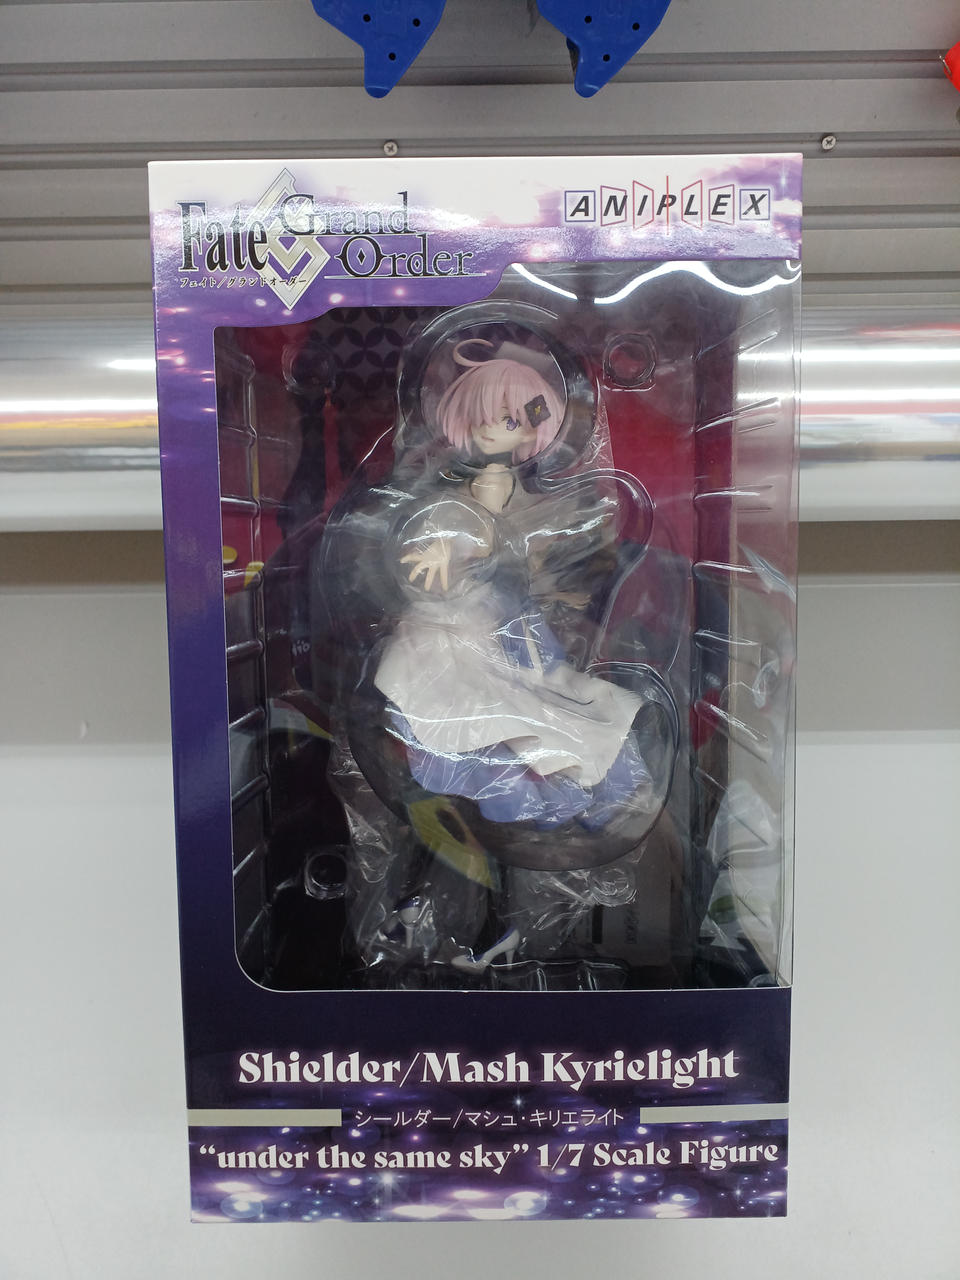 Fate/Grand Order
フェイト/グランドオーダー
ANIPLEX
Shielder/Mash Kyrielight
シールダー/マシュ・キリエライト
“under the same sky” 1/7 Scale Figure